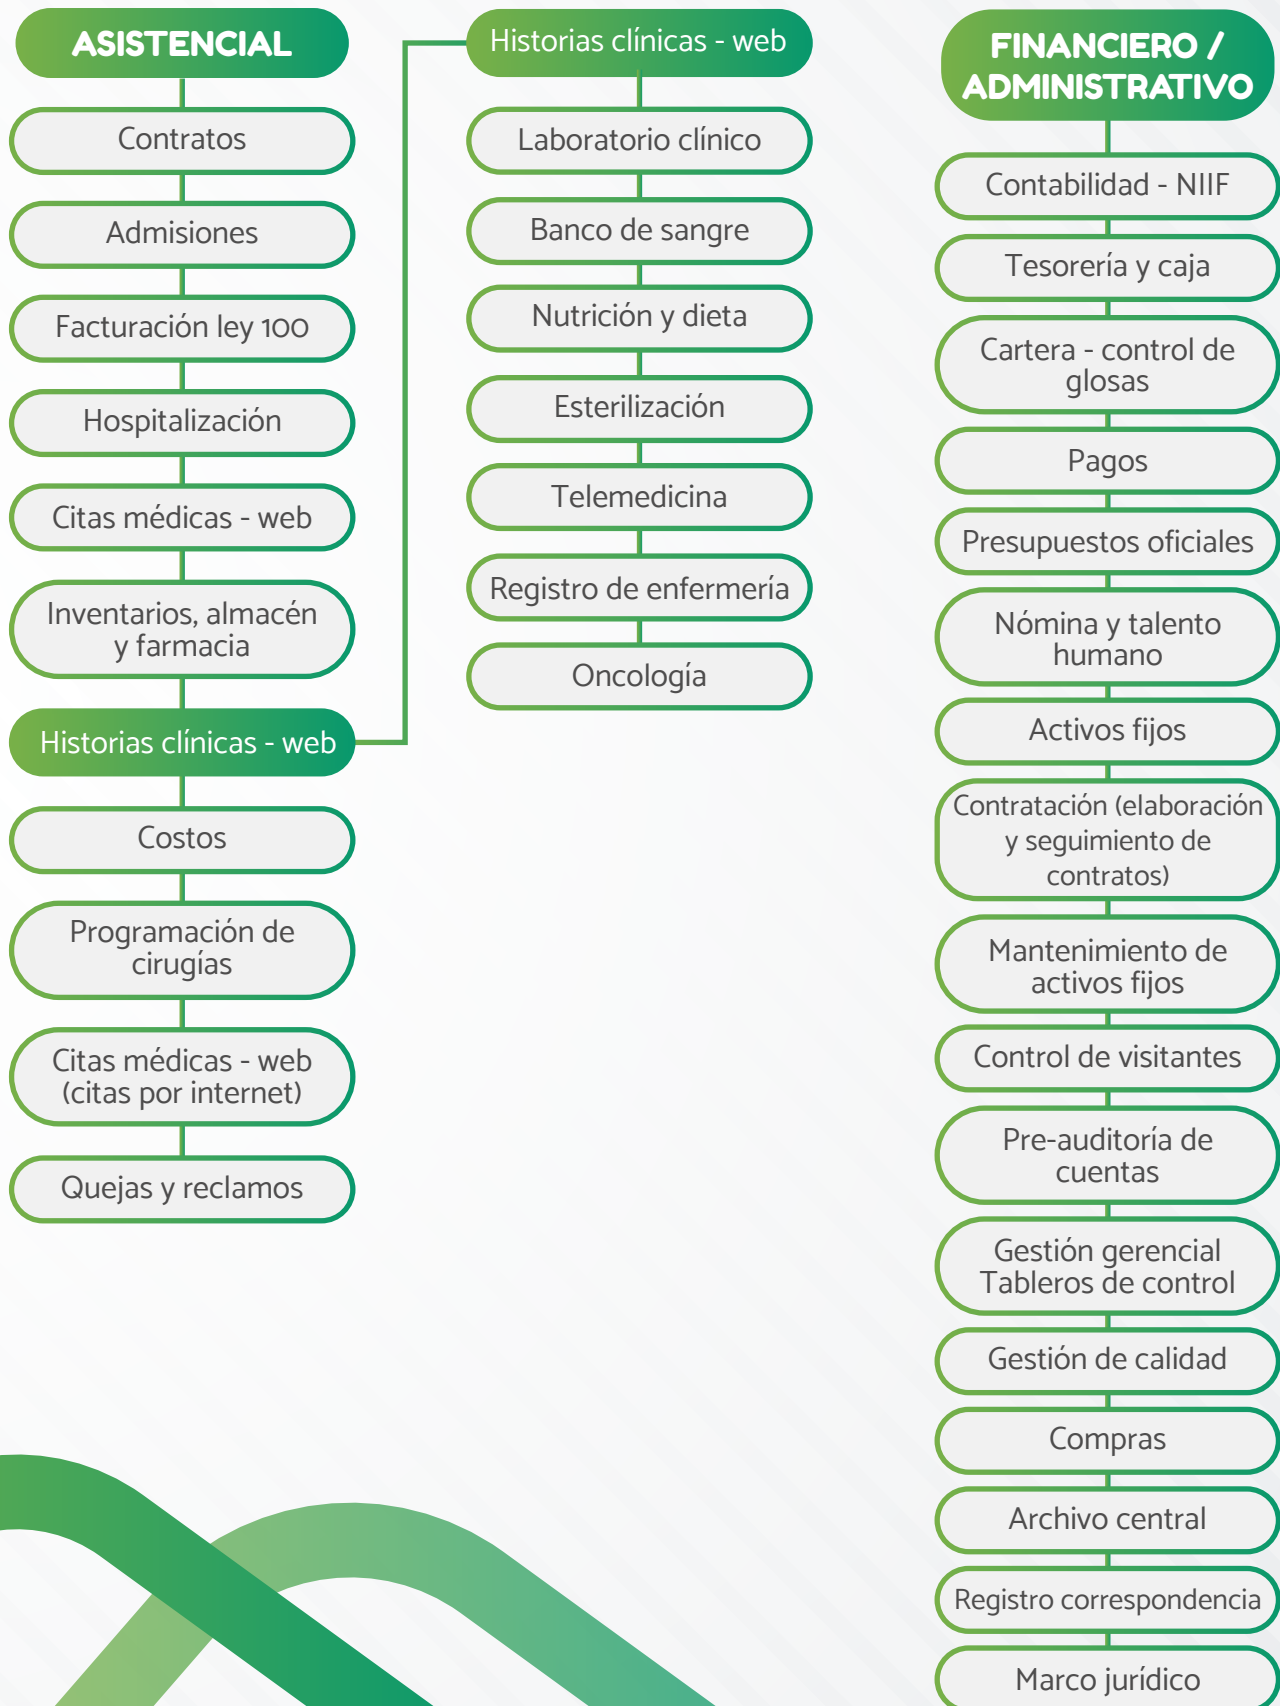 ASISTENCIAL
Contratos
Admisiones
Facturación ley 100
Hospitalización
Citas médicas - web
Inventarios, almacén
y farmacia
Historias clínicas - web
Costos
Programación de
cirugías
Citas médicas - web
(citas por internet)
Quejas y reclamos
Historias clínicas - web
Laboratorio clínico
Banco de sangre
Nutrición y dieta
Esterilización
Telemedicina
Registro de enfermería
Oncología
FINANCIERO /
ADMINISTRATIVO
Contabilidad - NIIF
Tesorería y caja
Cartera - control de
glosas
Pagos
Presupuestos oficiales
Nómina y talento
humano
Activos fijos
Contratación (elaboración
y seguimiento de
contratos)
Mantenimiento de
activos fijos
Control de visitantes
Pre-auditoría de
cuentas
Gestión gerencial
Tableros de control
Gestión de calidad
Compras
Archivo central
Registro correspondencia
Marco jurídico